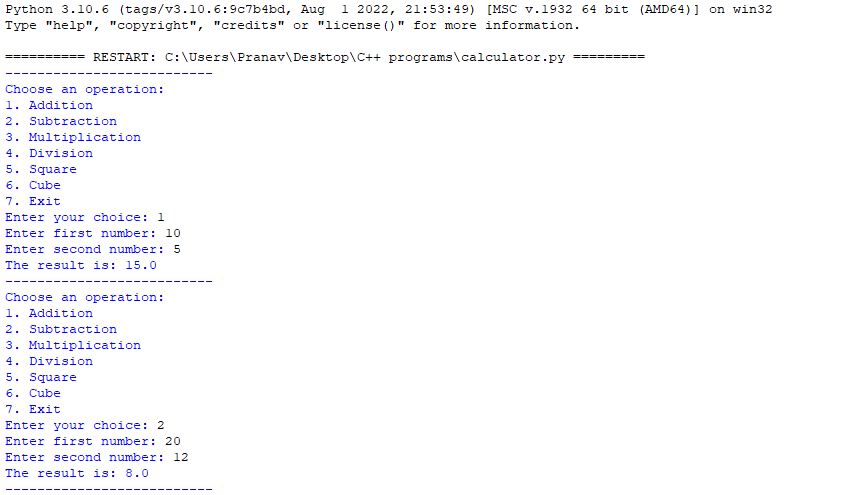 Python 3.10.6 (tags/v3.10.6:9c7b4bd, Aug  1 2022, 21:53:49) [MSC v.1932 64 bit (AMD64)] on win32
Type "help", "copyright", "credits" or "license()" for more information.
========== RESTART: C:\Users\Pranav\Desktop\C++ programs\calculator.py =========
--------------------------
Choose an operation:
1. Addition
2. Subtraction
3. Multiplication
4. Division
5. Square
6. Cube
7. Exit
Enter your choice: 1
Enter first number: 10
Enter second number: 5
The result is: 15.0
--------------------------
Choose an operation:
1. Addition
2. Subtraction
3. Multiplication
4. Division
5. Square
6. Cube
7. Exit
Enter your choice: 2
Enter first number: 20
Enter second number: 12
The result is: 8.0
--------------------------